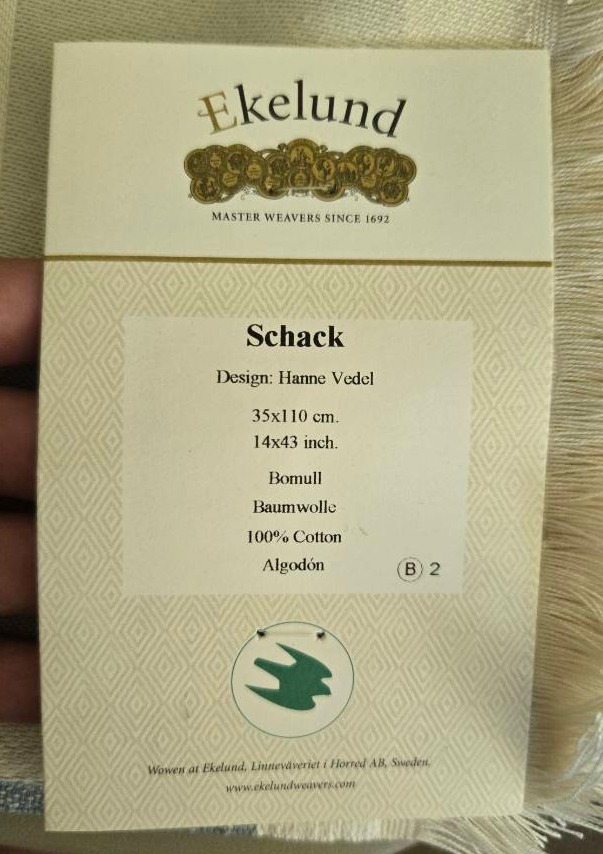 Ekelund
MASTER WEAVERS SINCE 1692
Schack
Design: Hanne Vedel
35x110 cm.
14x43 inch.
Bomull
Baumwolle
100% Cotton
Algodón
B 2
Wowen at Ekelund, Linneväveriet i Horred AB, Sweden.
www.ekelundweavers.com